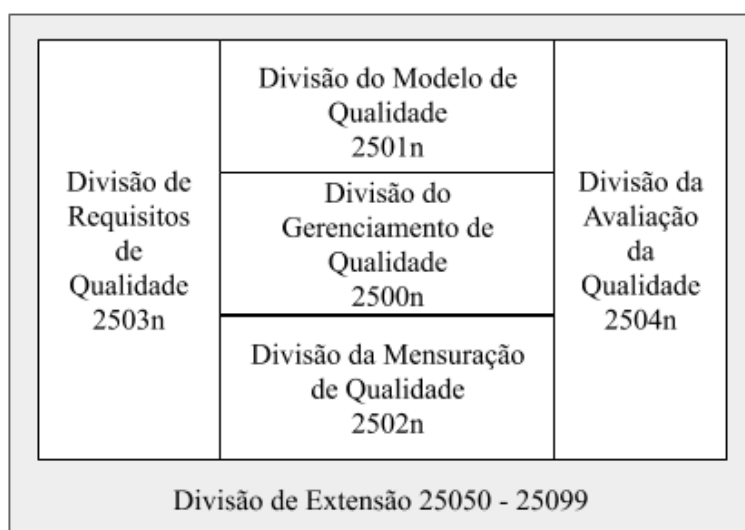 Divisão de
Requisitos
de
Qualidade
2503n
Divisão do Modelo de
Qualidade
2501n
Divisão do
Gerenciamento de
Qualidade
2500n
Divisão da Mensuração
de Qualidade
2502n
Divisão da
Avaliação
da
Qualidade
2504n
Divisão de Extensão 25050 - 25099